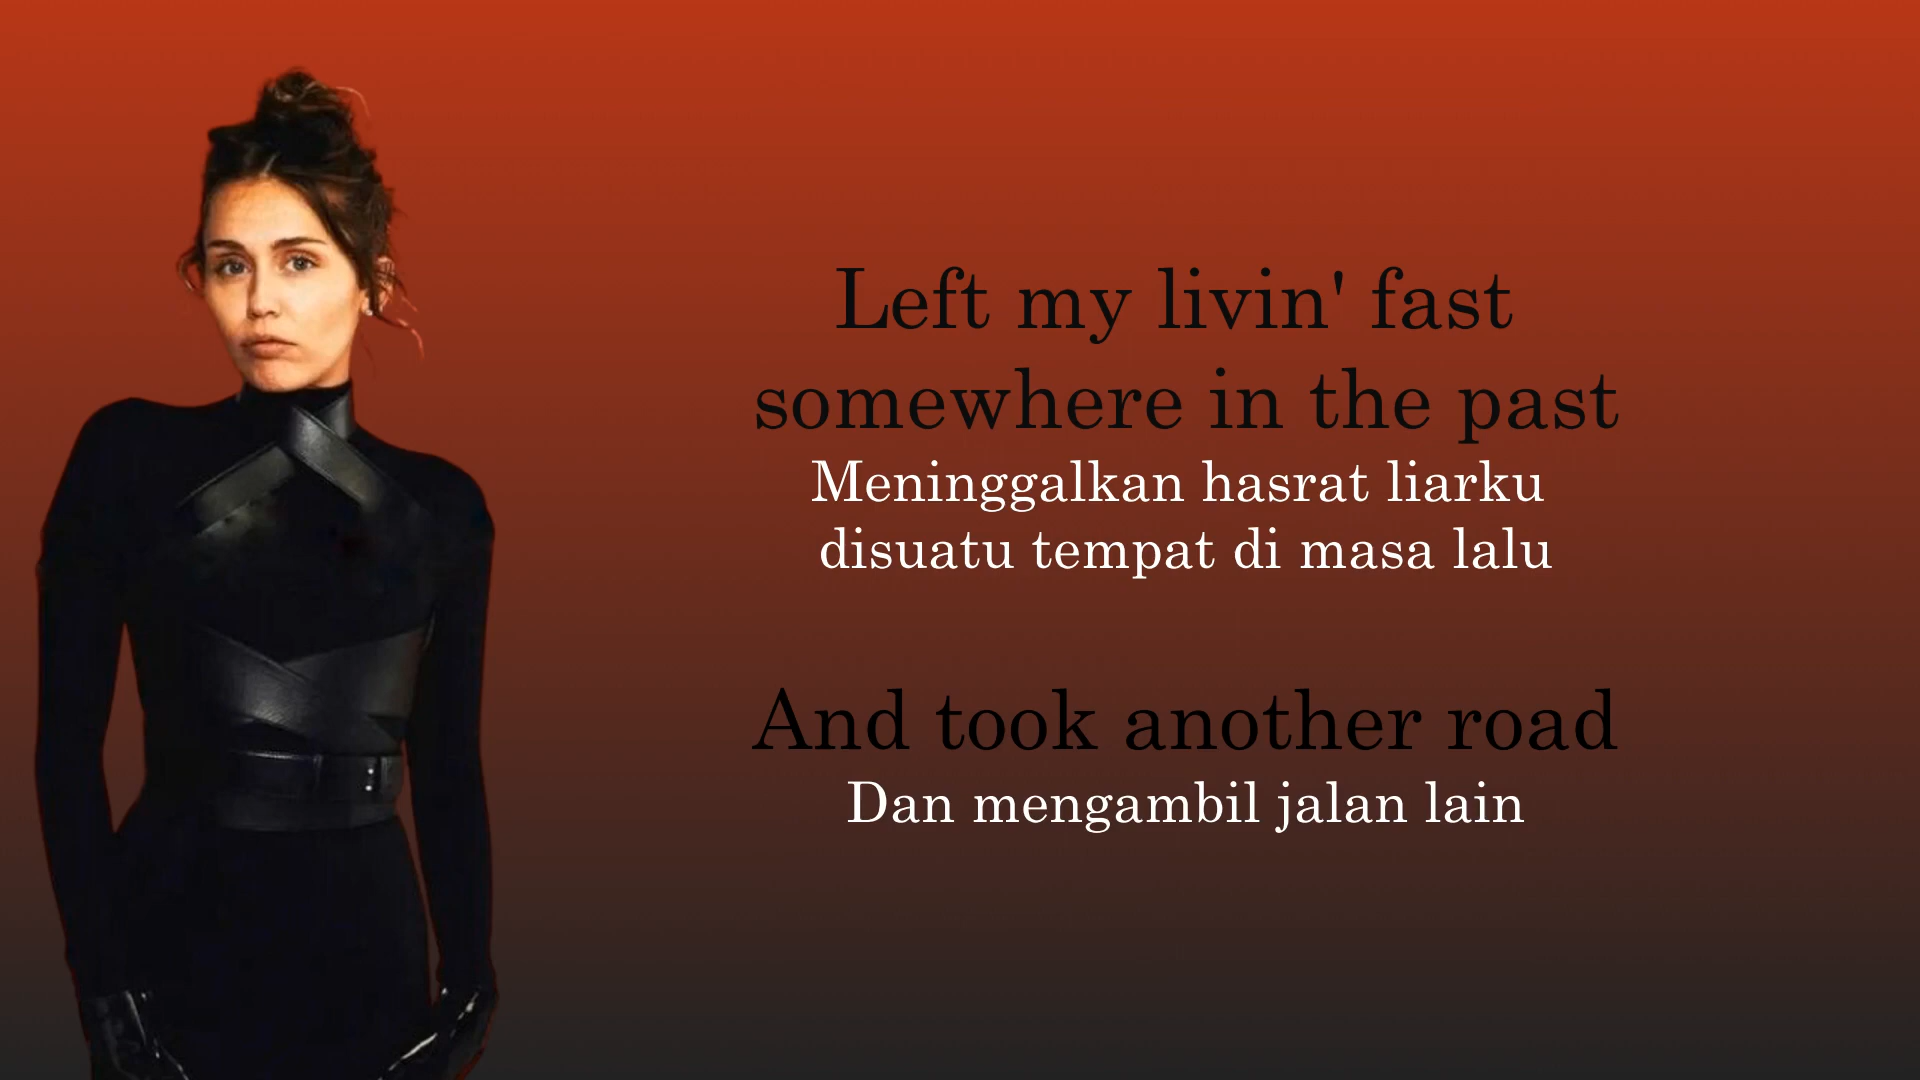 Left my livin' fast
somewhere in the past
Meninggalkan hasrat liarku
disuatu tempat di masa lalu
And took another road
Dan mengambil jalan lain